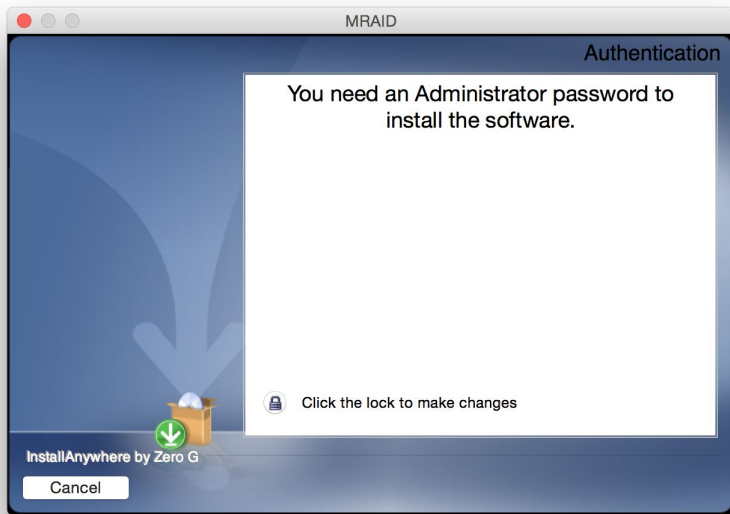 MRAID
Authentication
You need an Administrator password to
install the software.
Click the lock to make changes
InstallAnywhere by Zero G
Cancel